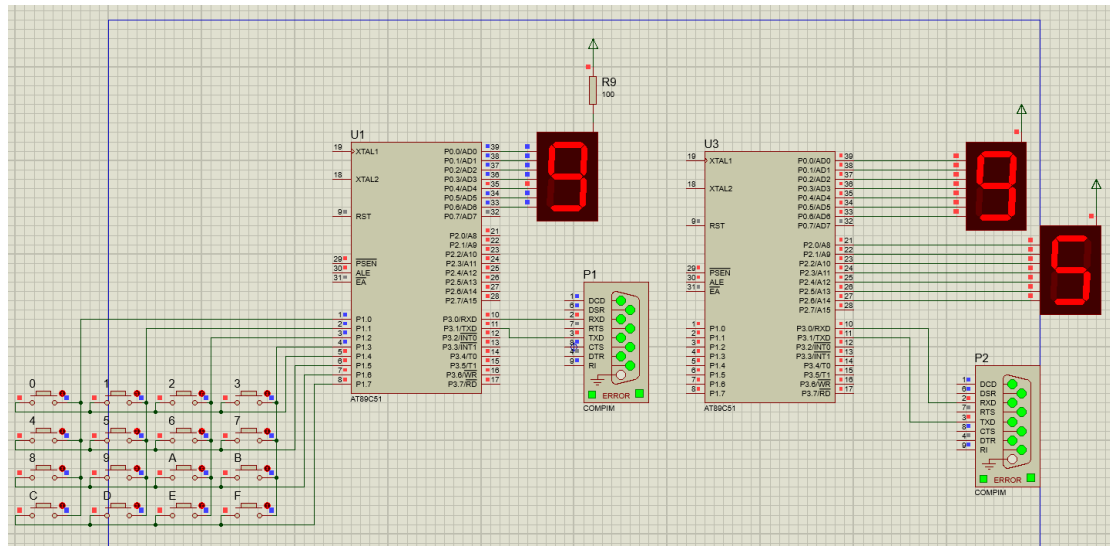 R9
100
U1
19 XTAL1 P0.0/AD0 39
P0.1/AD1 38
P0.2/AD2 37
18 XTAL2 P0.3/AD3 36
P0.4/AD4 35
P0.5/AD5 34
P0.6/AD6 33
9 RST P0.7/AD7 32
P2.0/A8 21
P2.1/A9 22
P2.2/A10 23
29 PSEN P2.3/A11 24
30 ALE P2.4/A12 25
31 EA P2.5/A13 26
P2.6/A14 27
P2.7/A15 28
1 P1.0 P3.0/RXD 10
2 P1.1 P3.1/TXD 11
3 P1.2 P3.2/INT0 12
4 P1.3 P3.3/INT1 13
5 P1.4 P3.4/T0 14
6 P1.5 P3.5/T1 15
7 P1.6 P3.6/WR 16
8 P1.7 P3.7/RD 17
AT89C51
9
P1
1 DCD
6 DSR
2 RXD
7 RTS
3 TXD
8 CTS
4 DTR
9 RI
ERROR
COMPIM
U3
19 XTAL1 P0.0/AD0 39
P0.1/AD1 38
P0.2/AD2 37
18 XTAL2 P0.3/AD3 36
P0.4/AD4 35
P0.5/AD5 34
P0.6/AD6 33
9 RST P0.7/AD7 32
P2.0/A8 21
P2.1/A9 22
P2.2/A10 23
29 PSEN P2.3/A11 24
30 ALE P2.4/A12 25
31 EA P2.5/A13 26
P2.6/A14 27
P2.7/A15 28
1 P1.0 P3.0/RXD 10
2 P1.1 P3.1/TXD 11
3 P1.2 P3.2/INT0 12
4 P1.3 P3.3/INT1 13
5 P1.4 P3.4/T0 14
6 P1.5 P3.5/T1 15
7 P1.6 P3.6/WR 16
8 P1.7 P3.7/RD 17
AT89C51
9
5
P2
1 DCD
6 DSR
2 RXD
7 RTS
3 TXD
8 CTS
4 DTR
9 RI
ERROR
COMPIM
0 1 2 3
4 5 6 7
8 9 A B
C D E F